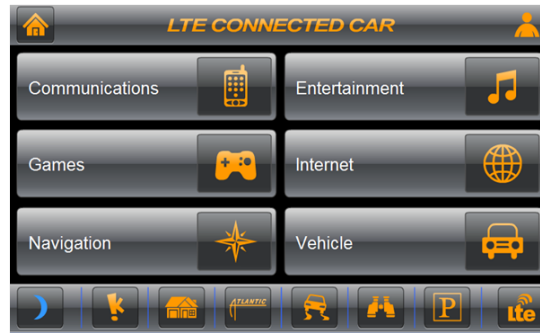 LTE CONNECTED CAR
Communications
Entertainment
Games
Internet
Navigation
Vehicle
ATLANTIC
P
lte